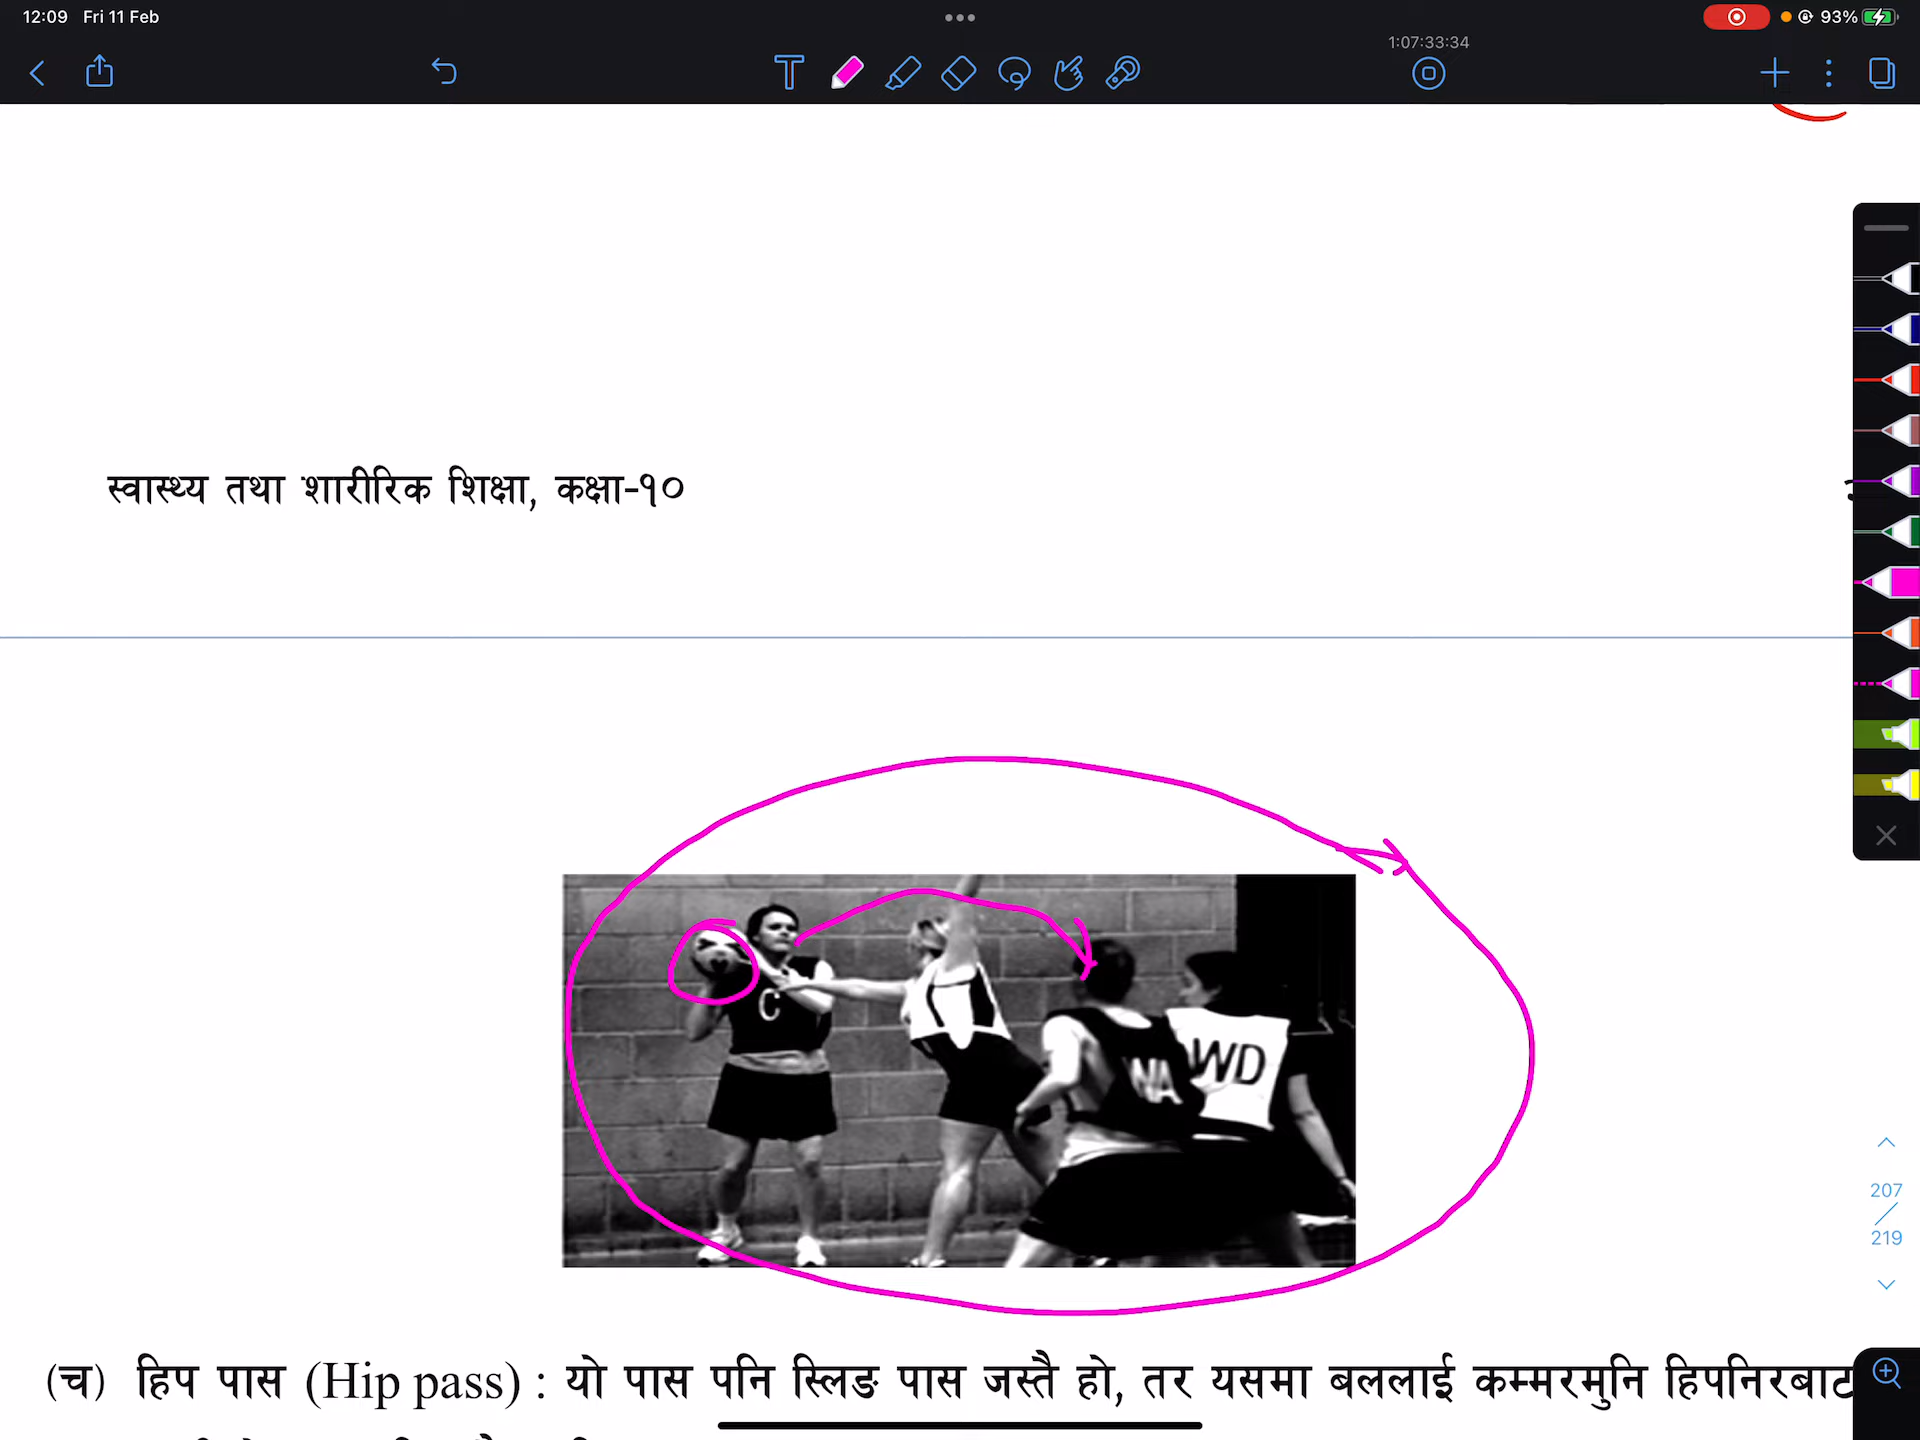 12:09 Fri 11 Feb
93%
1:07:33:34
स्वास्थ्य तथा शारीरिक शिक्षा, कक्षा-१०
C
WA
WD
207
/
219
(च) हिप पास (Hip pass) : यो पास पनि स्लिङ पास जस्तै हो, तर यसमा बललाई कम्मरमुनि हिपनिरबाट